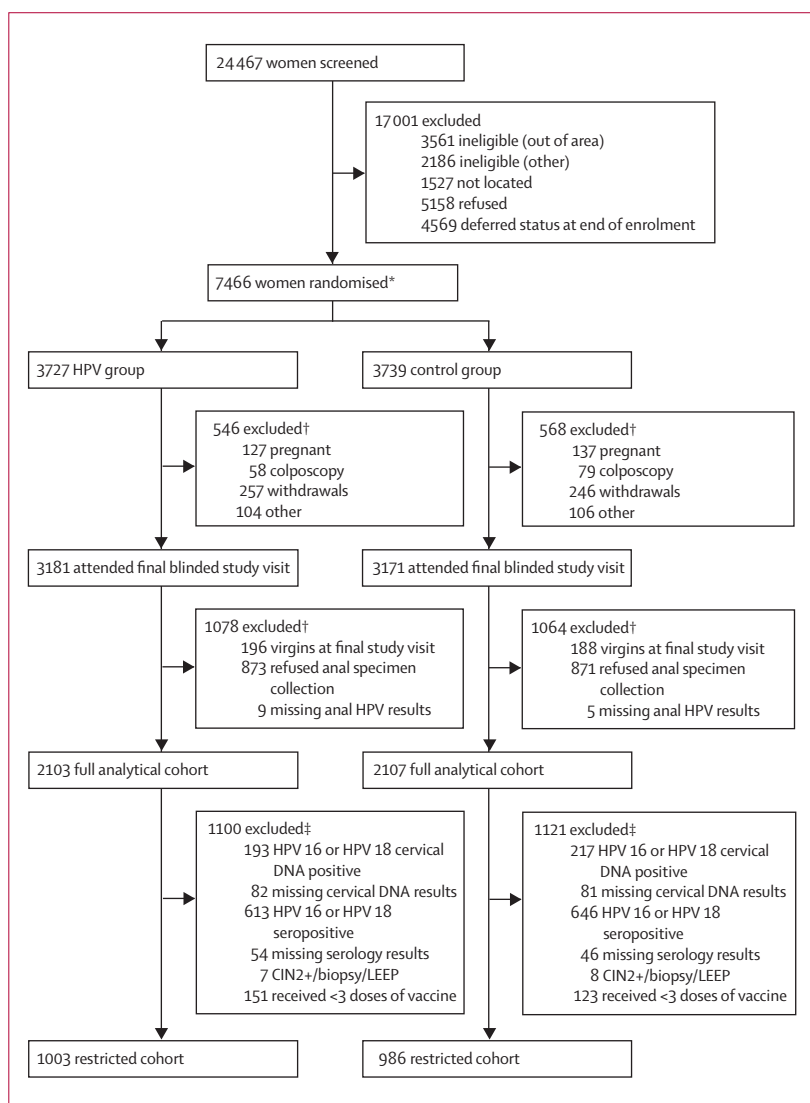 24 467 women screened
17 001 excluded
3561 ineligible (out of area)
2186 ineligible (other)
1527 not located
5158 refused
4569 deferred status at end of enrolment
7466 women randomised*
3727 HPV group
3739 control group
546 excluded†
127 pregnant
58 colposcopy
257 withdrawals
104 other
568 excluded†
137 pregnant
79 colposcopy
246 withdrawals
106 other
3181 attended final blinded study visit
3171 attended final blinded study visit
1078 excluded†
196 virgins at final study visit
873 refused anal specimen
collection
9 missing anal HPV results
1064 excluded†
188 virgins at final study visit
871 refused anal specimen
collection
5 missing anal HPV results
2103 full analytical cohort
2107 full analytical cohort
1100 excluded‡
193 HPV 16 or HPV 18 cervical
DNA positive
82 missing cervical DNA results
613 HPV 16 or HPV 18
seropositive
54 missing serology results
7 CIN2+/biopsy/LEEP
151 received <3 doses of vaccine
1121 excluded‡
217 HPV 16 or HPV 18 cervical
DNA positive
81 missing cervical DNA results
646 HPV 16 or HPV 18
seropositive
46 missing serology results
8 CIN2+/biopsy/LEEP
123 received <3 doses of vaccine
1003 restricted cohort
986 restricted cohort